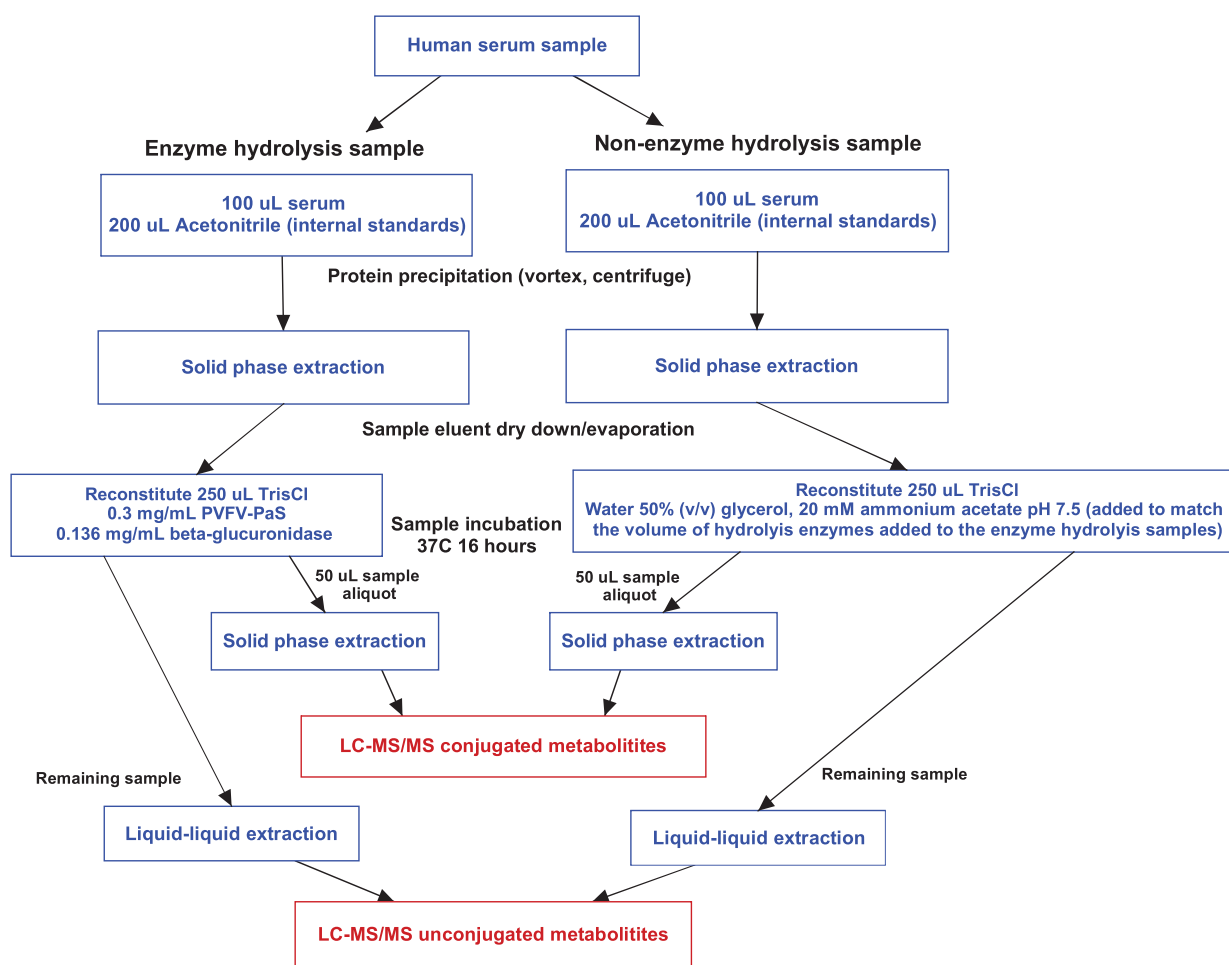 Human serum sample
Enzyme hydrolysis sample
Non-enzyme hydrolysis sample
100 uL serum
200 uL Acetonitrile (internal standards)
100 uL serum
200 uL Acetonitrile (internal standards)
Protein precipitation (vortex, centrifuge)
Solid phase extraction
Solid phase extraction
Sample eluent dry down/evaporation
Reconstitute 250 uL TrisCl
0.3 mg/mL PVFV-PaS
0.136 mg/mL beta-glucuronidase
Sample incubation
37C 16 hours
Reconstitute 250 uL TrisCl
Water 50% (v/v) glycerol, 20 mM ammonium acetate pH 7.5 (added to match
the volume of hydrolyis enzymes added to the enzyme hydrolyis samples)
50 uL sample
aliquot
50 uL sample
aliquot
Solid phase extraction
Solid phase extraction
LC-MS/MS conjugated metabolitites
Remaining sample
Remaining sample
Liquid-liquid extraction
Liquid-liquid extraction
LC-MS/MS unconjugated metabolitites